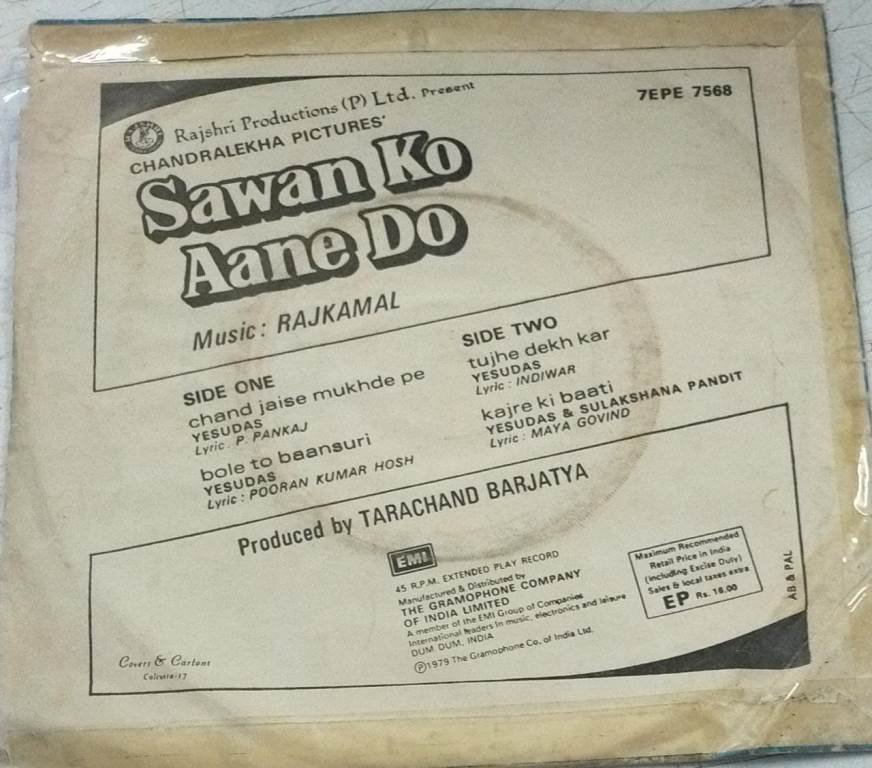 Rajshri Productions (P) Ltd. Present
7EPE 7568
CHANDRALEKHA PICTURES'
Sawan Ko
Aane Do
Music: RAJKAMAL
SIDE ONE
chand jaise mukhde pe
YESUDAS
Lyric: P. PANKAJ
bole to baansuri
YESUDAS
Lyric: POORAN KUMAR HOSH
SIDE TWO
tujhe dekh kar
YESUDAS
Lyric: INDIWAR
kajre ki baati
YESUDAS & SULAKSHANA PANDIT
Lyric: MAYA GOVIND
Produced by TARACHAND BARJATYA
EMI
45 R.P.M. EXTENDED PLAY RECORD
Manufactured & Distributed by
THE GRAMOPHONE COMPANY
OF INDIA LIMITED
A member of the EMI Group of Companies
International leaders in music, electronics and leisure
DUM DUM, INDIA
Ⓟ1979 The Gramophone Co. of India Ltd.
Maximum Recommended
Retail Price in India
(including Excise Duty)
Sales & local taxes extra
EP Rs. 16.00
AB & PAL
Covers & Cartons
Calcutta-17